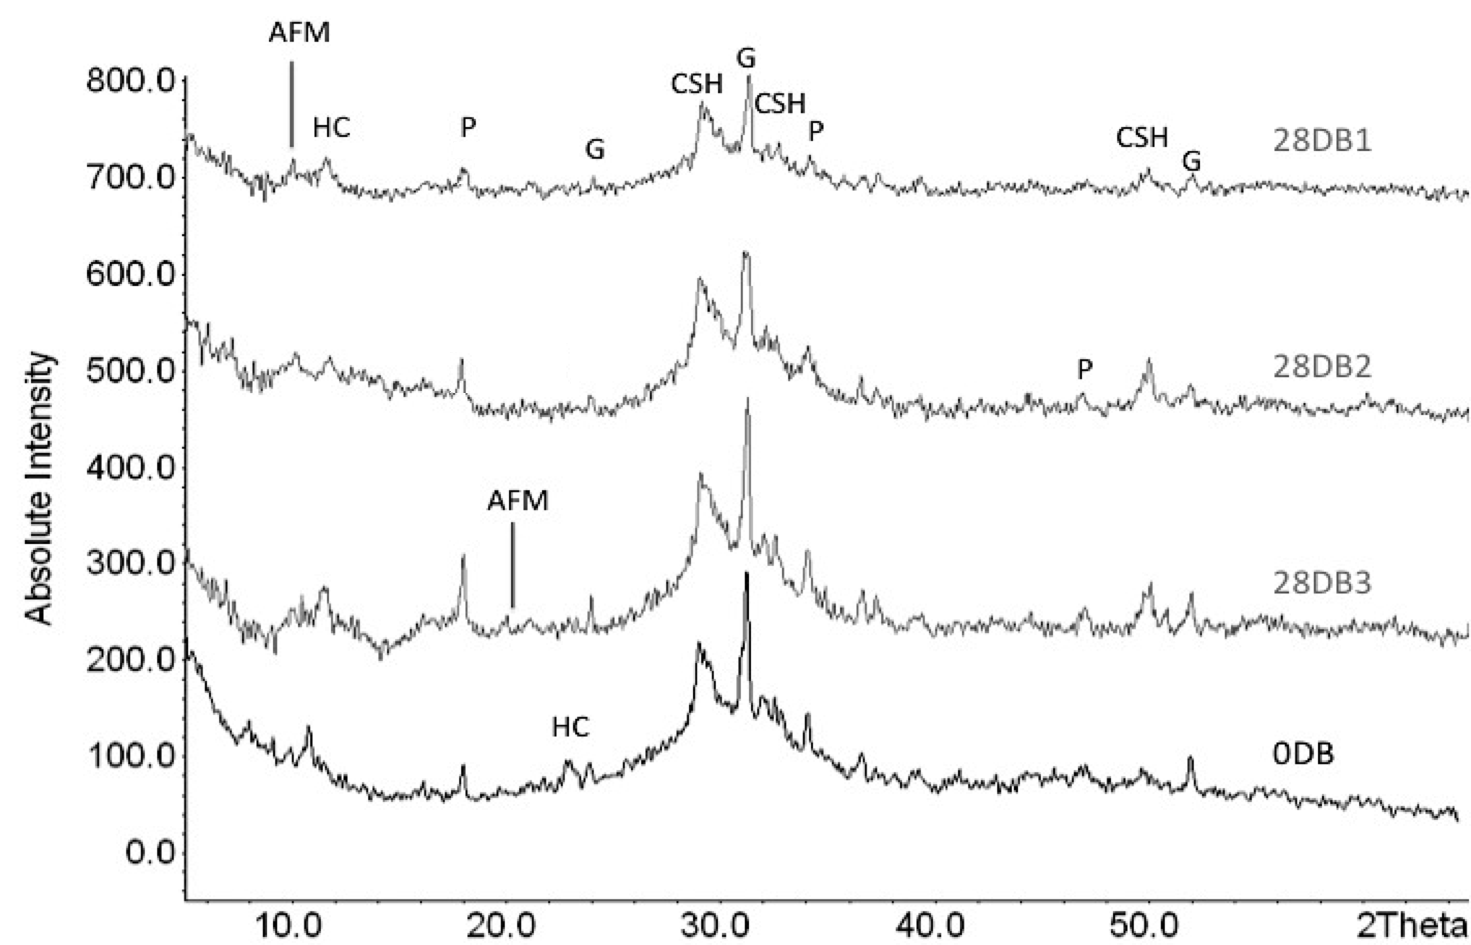 AFM
G
800.0
CSH
CSH
HC
P
P
G
CSH
G
28DB1
700.0
600.0
500.0
P
28DB2
400.0
AFM
300.0
28DB3
200.0
HC
100.0
0DB
0.0
Absolute Intensity
10.0
20.0
30.0
40.0
50.0
2Theta